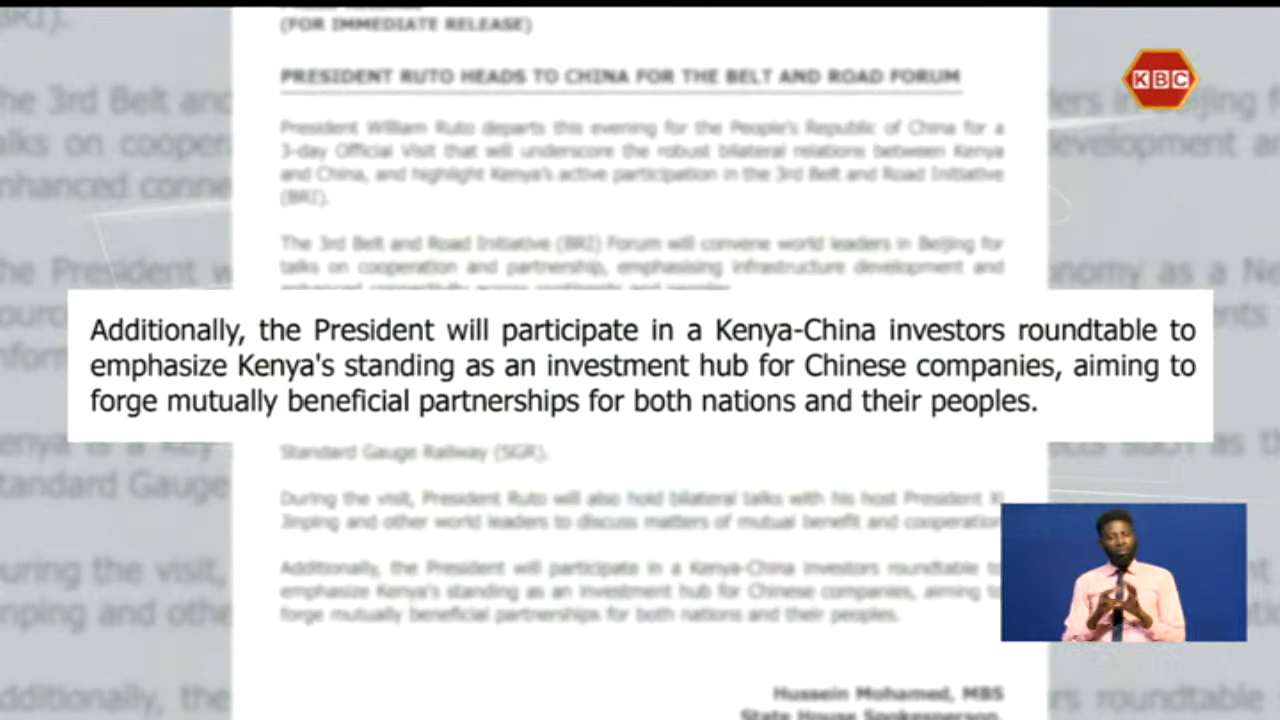 (FOR IMMEDIATE RELEASE)
PRESIDENT RUTO HEADS TO CHINA FOR THE BELT AND ROAD FORUM
KBC
President William Ruto departs this evening for the People's Republic of China for a
3-day Official Visit that will underscore the robust bilateral relations between Kenya
and China, and highlight Kenya's active participation in the 3rd Belt and Road Initiative
(BRI).
The 3rd Belt and Road Initiative (BRI) Forum will convene world leaders in Beijing for
talks on cooperation and partnership, emphasising infrastructure development and
Additionally, the President will participate in a Kenya-China investors roundtable to
emphasize Kenya's standing as an investment hub for Chinese companies, aiming to
forge mutually beneficial partnerships for both nations and their peoples.
Standard Gauge Railway (SGR).
During the visit, President Ruto will also hold bilateral talks with his host President Xi
Jinping and other world leaders to discuss matters of mutual benefit and cooperation
Additionally, the President will participate in a Kenya-China investors roundtable to
emphasize Kenya's standing as an investment hub for Chinese companies, aiming to
forge mutually beneficial partnerships for both nations and their peoples.
Hussein Mohamed, MBS
State House Spokesperson.